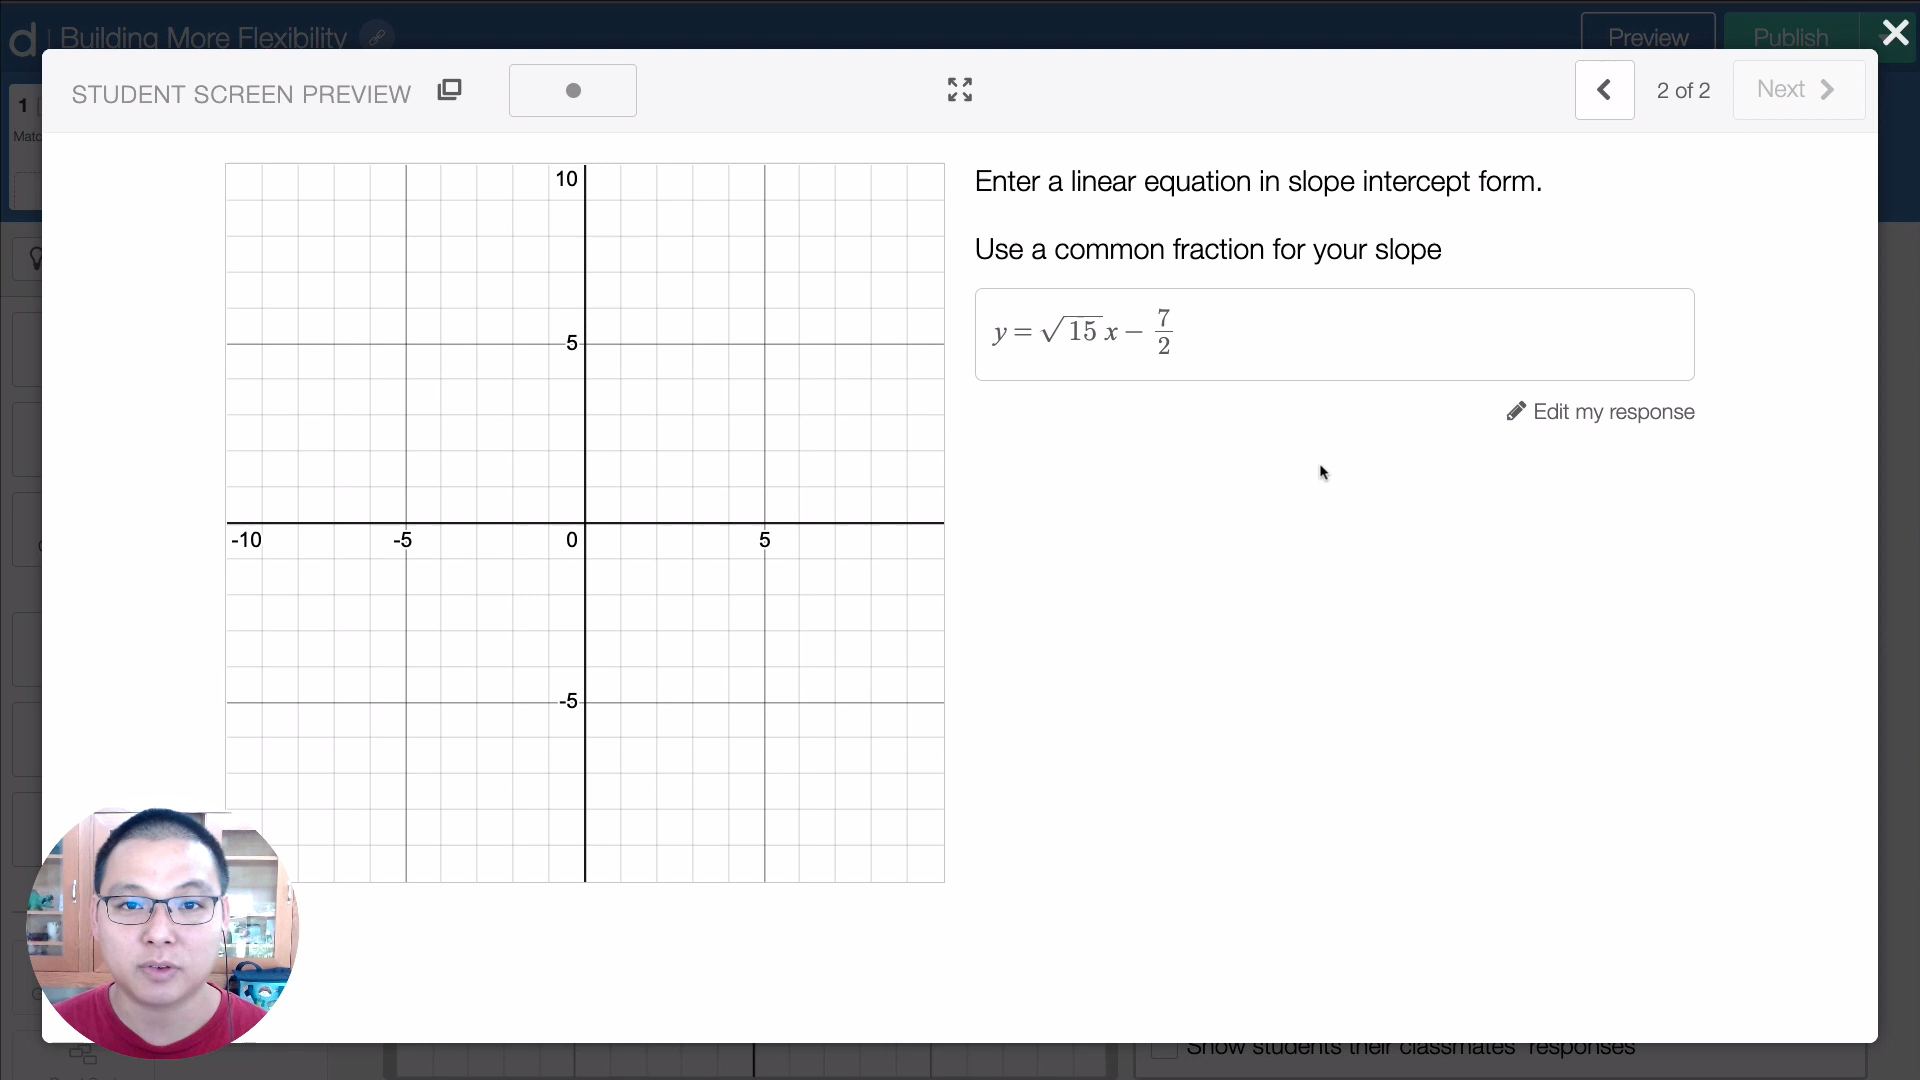 d | Building More Flexibility
Preview
Publish
STUDENT SCREEN PREVIEW
2 of 2
Next
1
Matc
10
5
-10
-5
0
5
-5
Enter a linear equation in slope intercept form.
Use a common fraction for your slope
y = √15 x − 7/2
Edit my response
Show students their classmates' responses